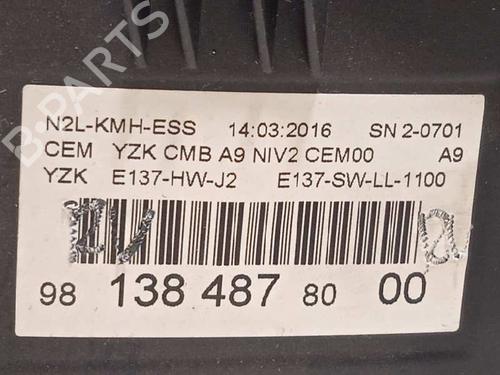 B-PARTS
N2L-KMH-ESS 14:03:2016 SN 2-0701
CEM YZK CMB A9 NIV2 CEM00 A9
YZK E137-HW-J2 E137-SW-LL-1100
98 138 487 80 00